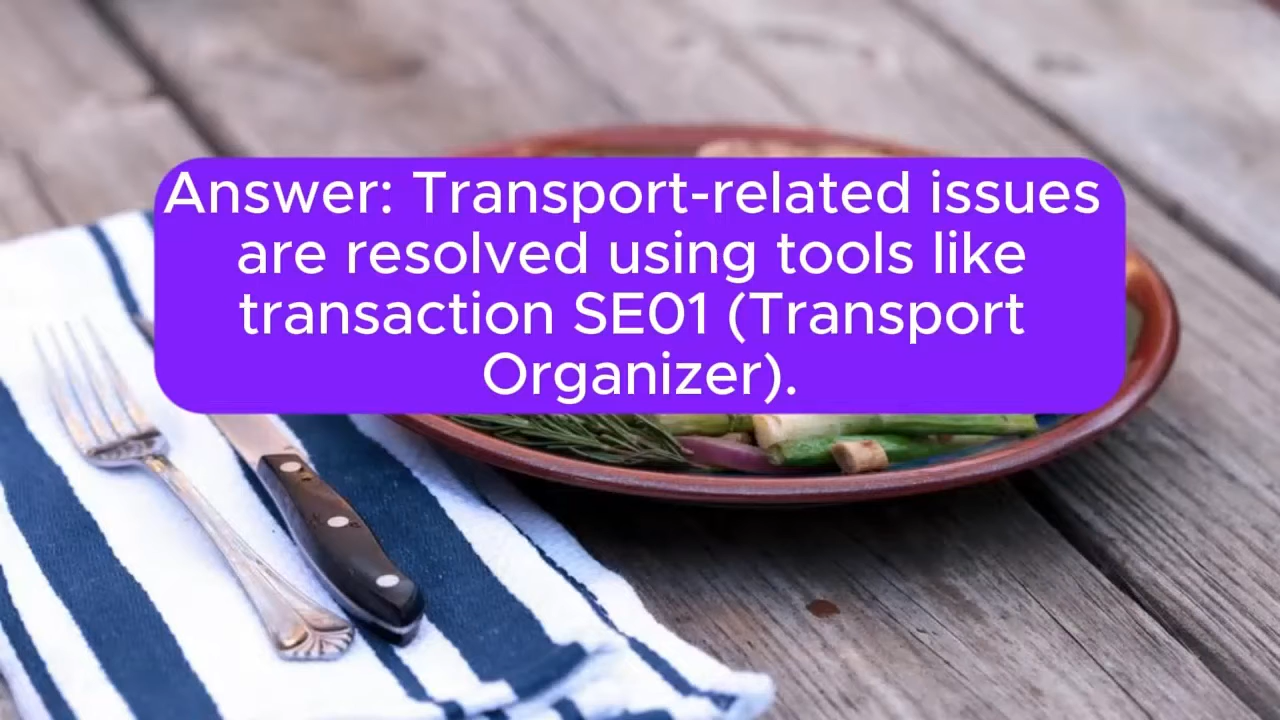 Answer: Transport-related issues
are resolved using tools like
transaction SE01 (Transport
Organizer).